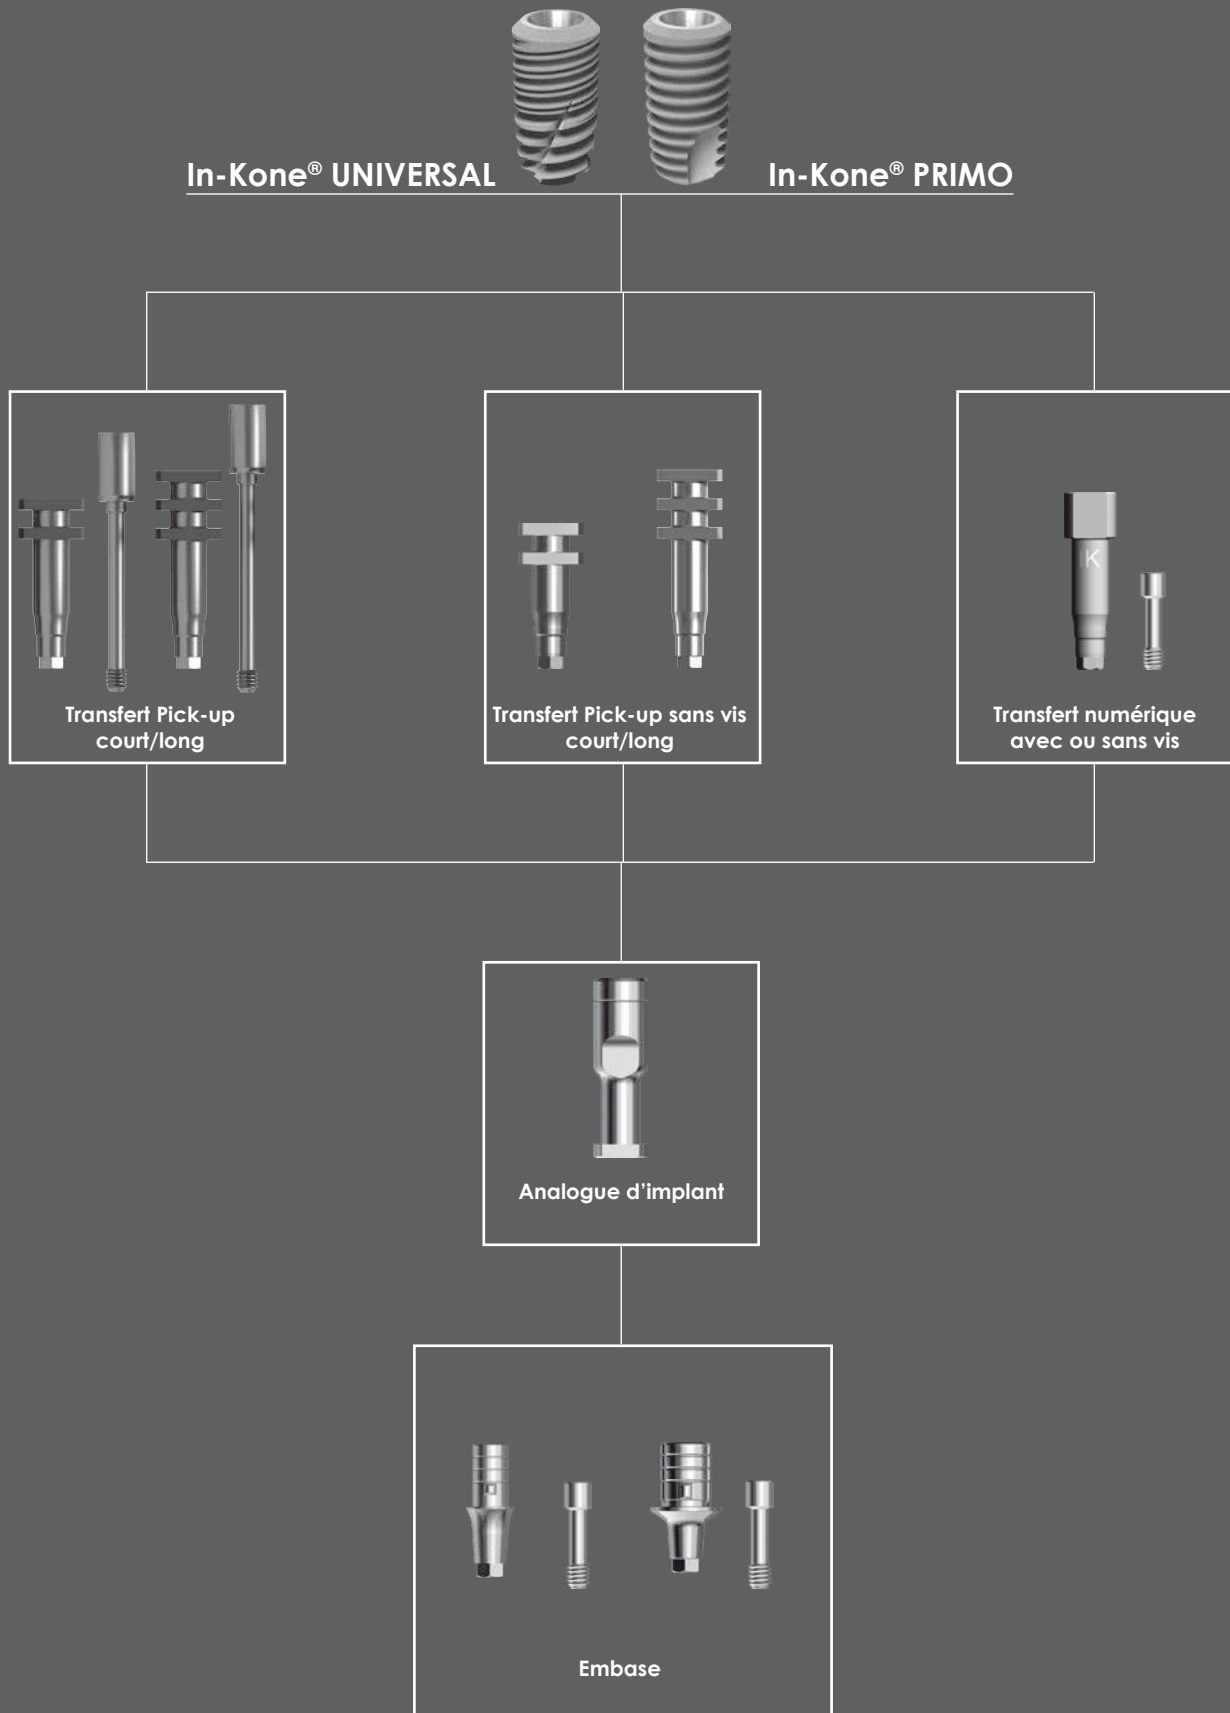 In-Kone® UNIVERSAL
In-Kone® PRIMO
Transfert Pick-up
court/long
Transfert Pick-up sans vis
court/long
IK
Transfert numérique
avec ou sans vis
Analogue d’implant
Embase